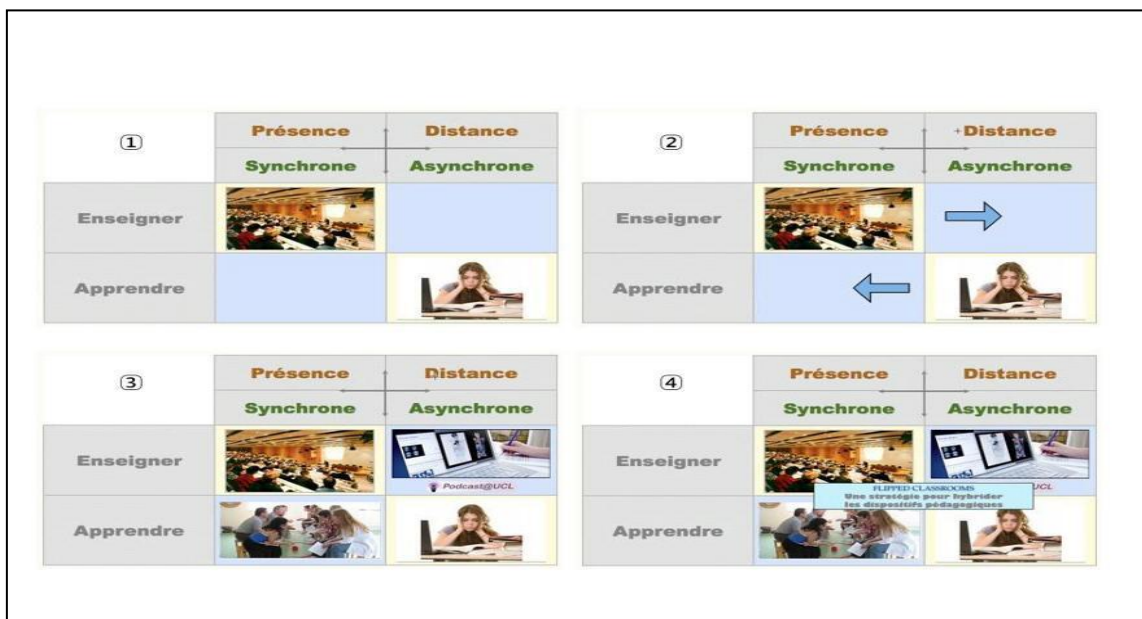 ①
Présence Distance
Synchrone Asynchrone
Enseigner
Apprendre
②
Présence Distance
Synchrone Asynchrone
Enseigner
Apprendre
③
Présence Distance
Synchrone Asynchrone
Enseigner
Podcast@UCL
Apprendre
④
Présence Distance
Synchrone Asynchrone
Enseigner
UCL
FLIPPED CLASSROOMS
Une stratégie pour hybrider
les dispositifs pédagogiques
Apprendre